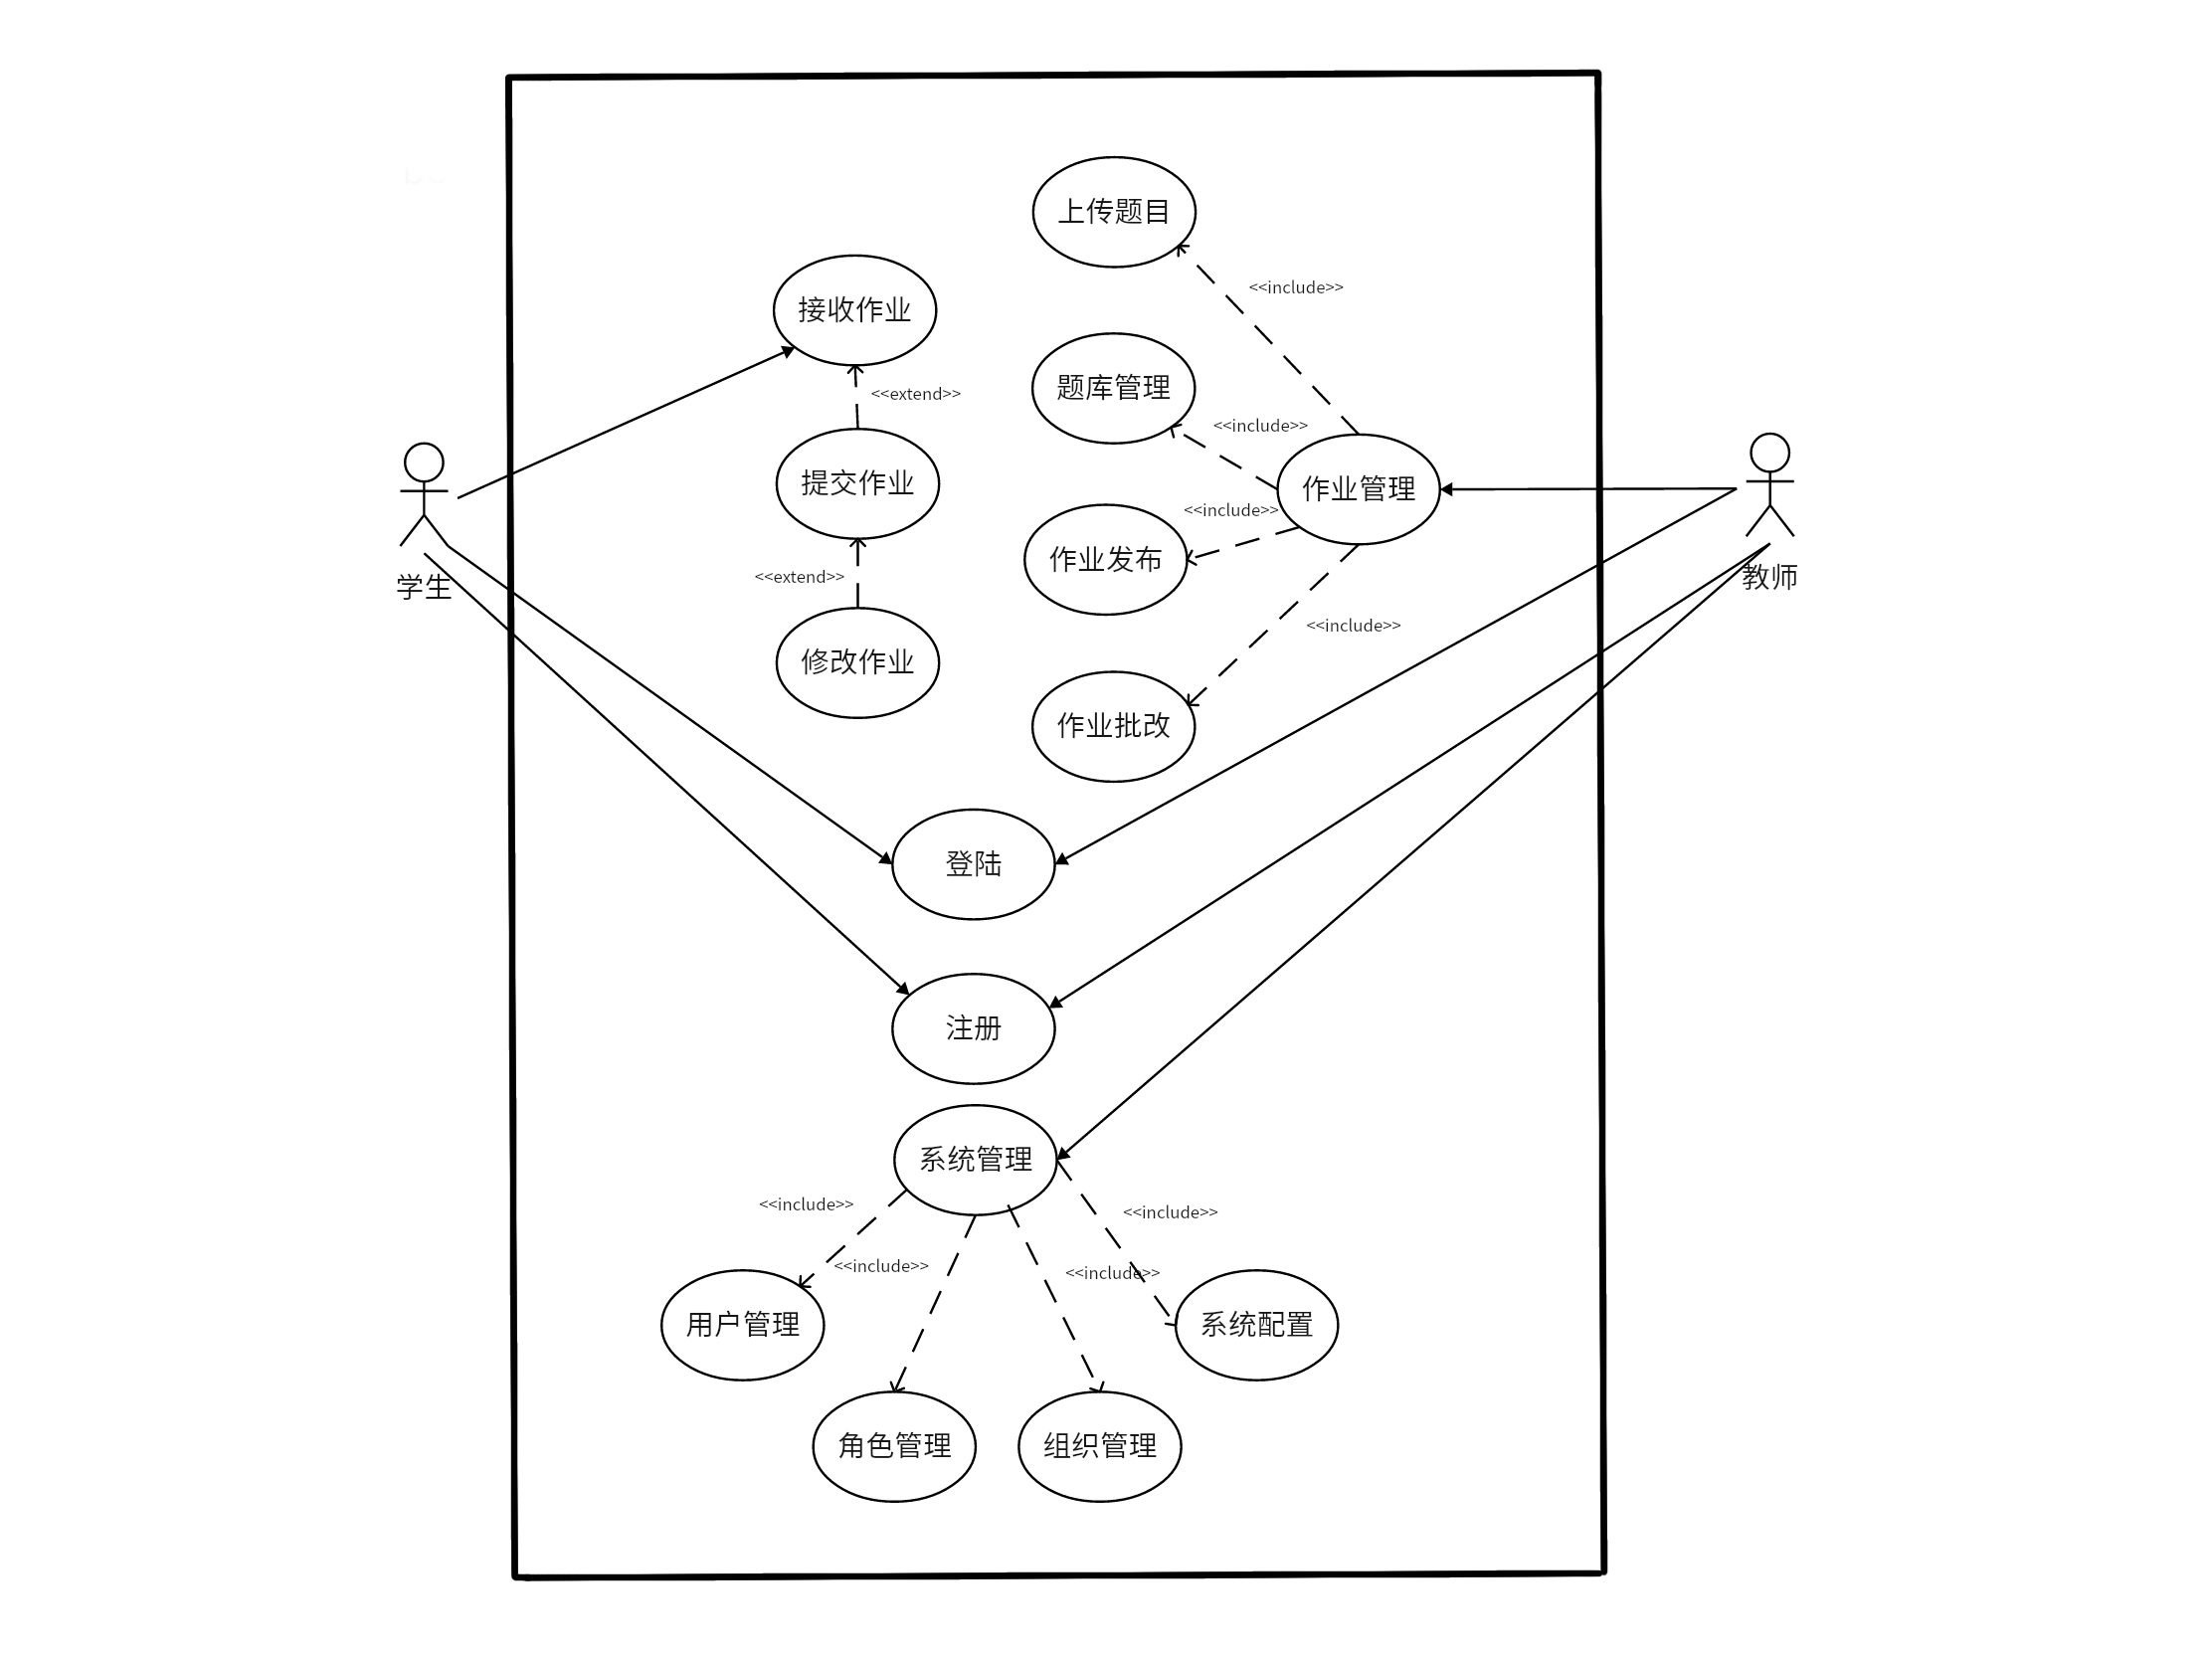 上传题目
<<include>>
接收作业
题库管理
<<extend>>
<<include>>
提交作业
作业管理
<<include>>
作业发布
<<extend>>
学生
教师
<<include>>
修改作业
作业批改
登陆
注册
系统管理
<<include>>
<<include>>
<<include>>
<<include>>
用户管理
系统配置
角色管理
组织管理